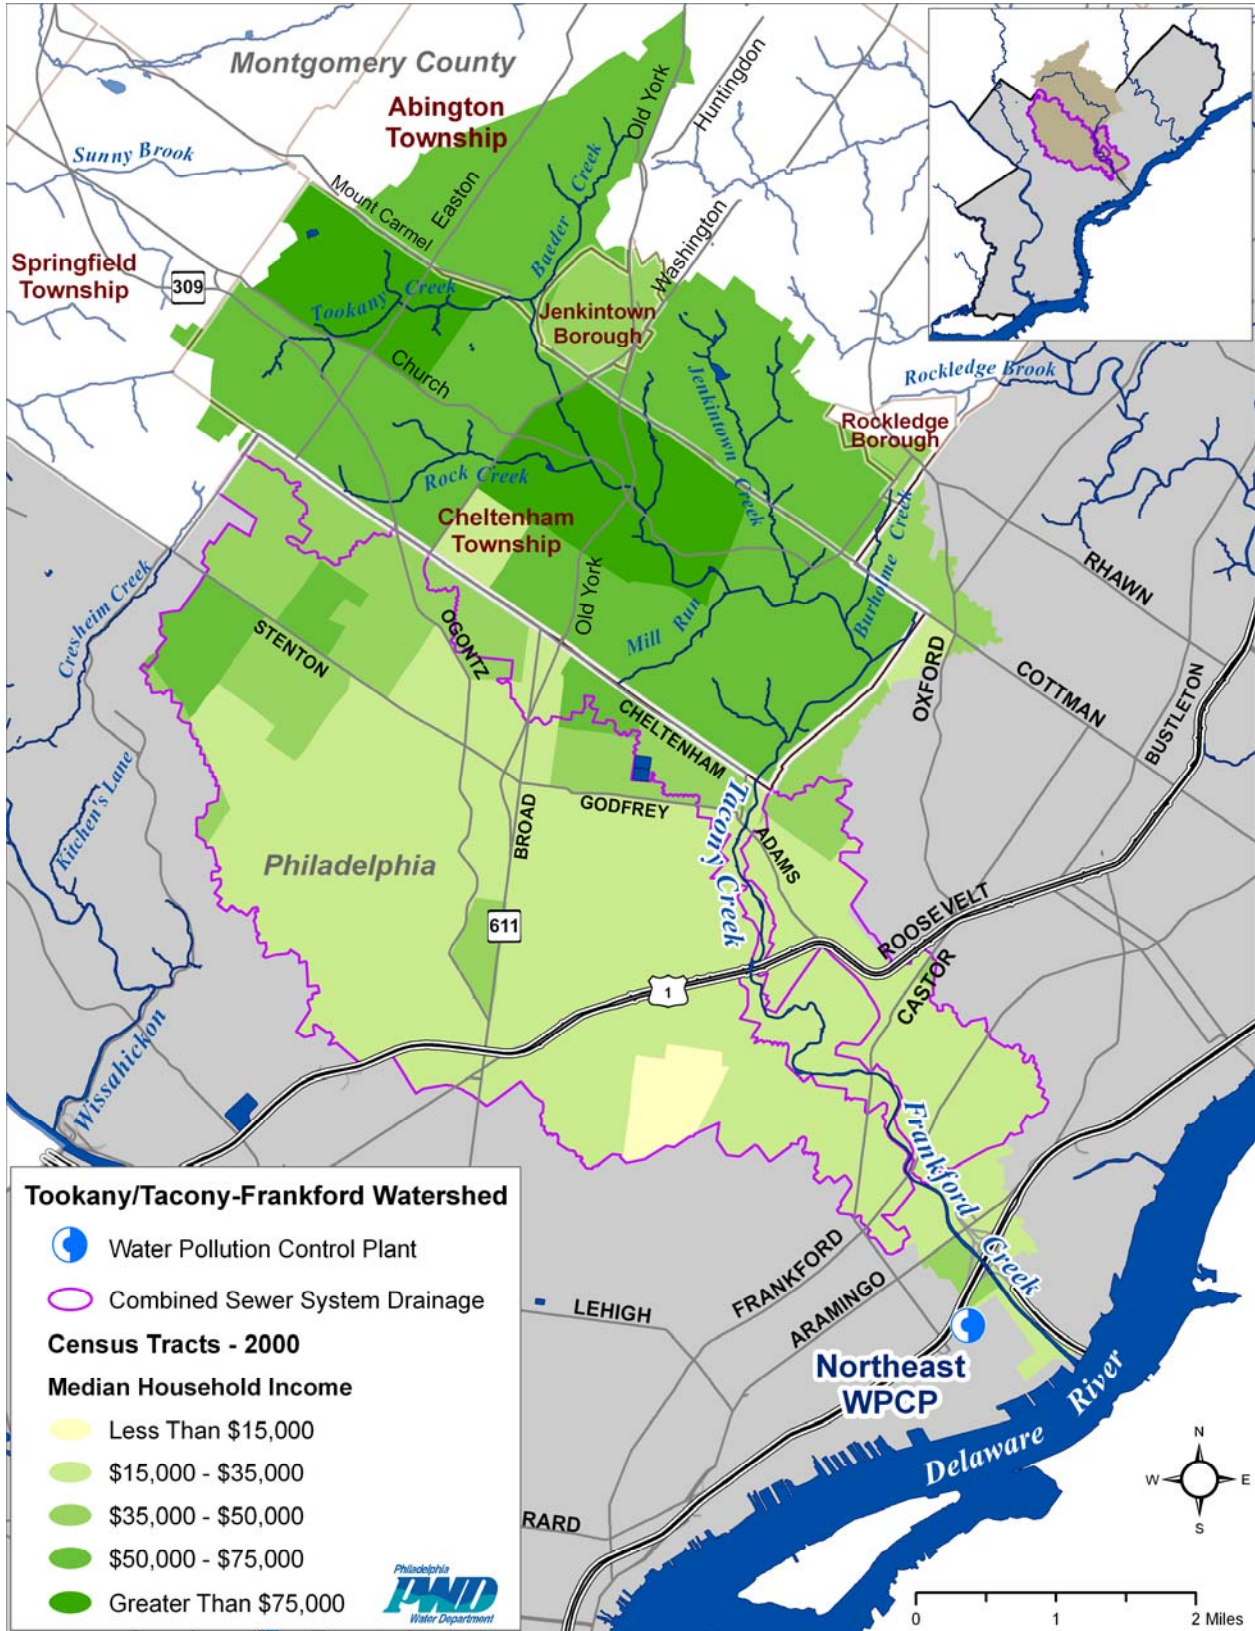 Montgomery County
Abington
Township
Old York
Huntingdon
Sunny Brook
Mount Carmel
Easton
Baeder Creek
Washington
Springfield
Township
309
Tookany Creek
Jenkintown
Borough
Church
Jenkintown Creek
Rockledge Brook
Rockledge
Borough
Rock Creek
Cheltenham
Township
Old York
Mill Run
Burholme Creek
RHAWN
Cresheim Creek
STENTON
OGONTZ
OXFORD
COTTMAN
BUSTLETON
CHELTENHAM
Kitchen's Lane
GODFREY
BROAD
Tacony Creek
ADAMS
Philadelphia
611
ROOSEVELT
1
CASTOR
Wissahickon
Frankford Creek
FRANKFORD
ARAMINGO
LEHIGH
Northeast
WPCP
Delaware River
RARD
Tookany/Tacony-Frankford Watershed
Water Pollution Control Plant
Combined Sewer System Drainage
Census Tracts - 2000
Median Household Income
Less Than $15,000
$15,000 - $35,000
$35,000 - $50,000
$50,000 - $75,000
Greater Than $75,000
Philadelphia
PWD
Water Department
N
W E
S
0 1 2 Miles